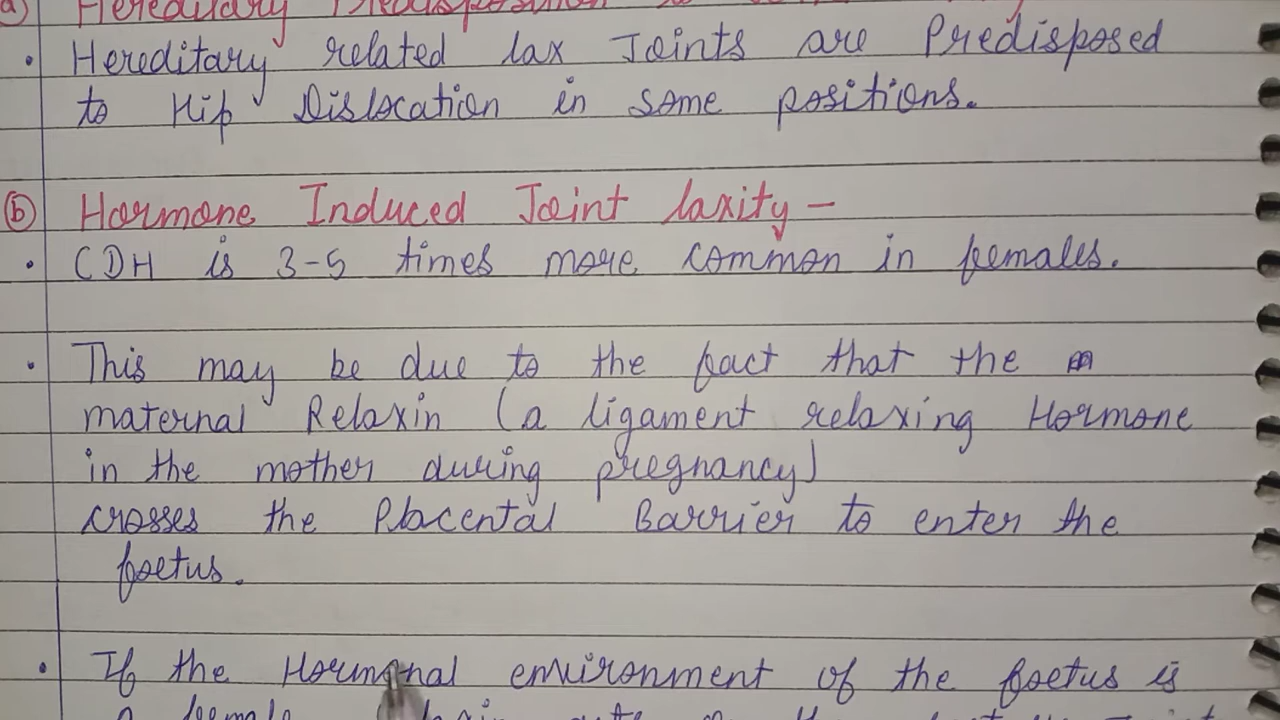 a) Hereditary Predisposition
• Hereditary related lax Joints are Predisposed
to Hip Dislocation in some positions.
(b) Hormone Induced Joint laxity -
• CDH is 3-5 times more common in females.
• This may be due to the fact that the
maternal Relaxin (a ligament relaxing Hormone
in the mother during pregnancy)
crosses the Placental Barrier to enter the
foetus.
• If the Hormonal environment of the foetus is
female